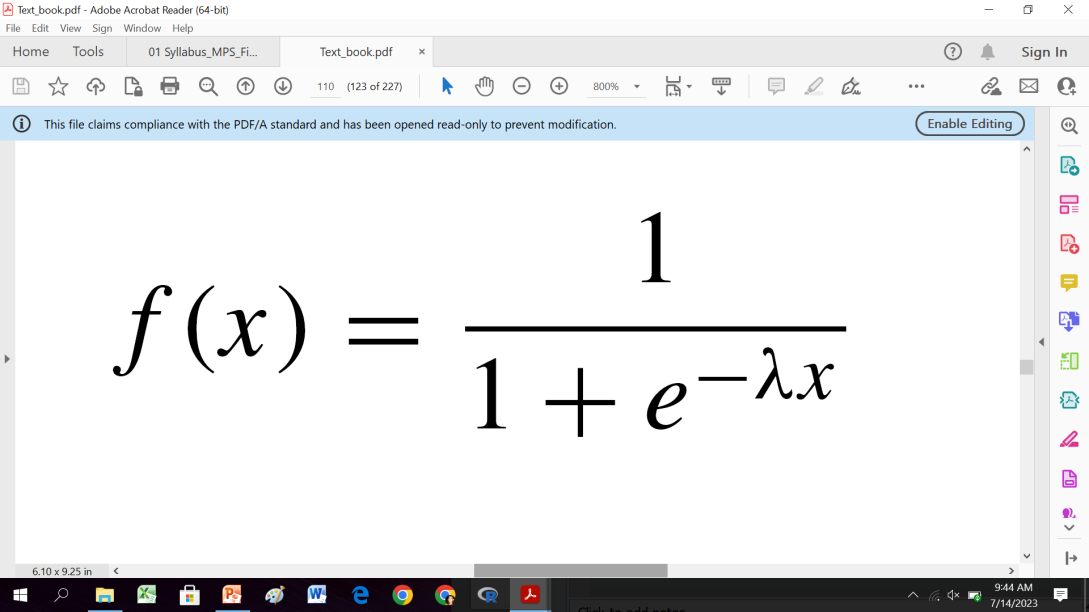 Text_book.pdf - Adobe Acrobat Reader (64-bit)
File Edit View Sign Window Help
Home Tools 01 Syllabus_MPS_Fi... Text_book.pdf × Sign In
110 (123 of 227) 800%
This file claims compliance with the PDF/A standard and has been opened read-only to prevent modification. Enable Editing
f(x) = 1 / (1 + e^{-λx})
6.10 x 9.25 in
9:44 AM
7/14/2023